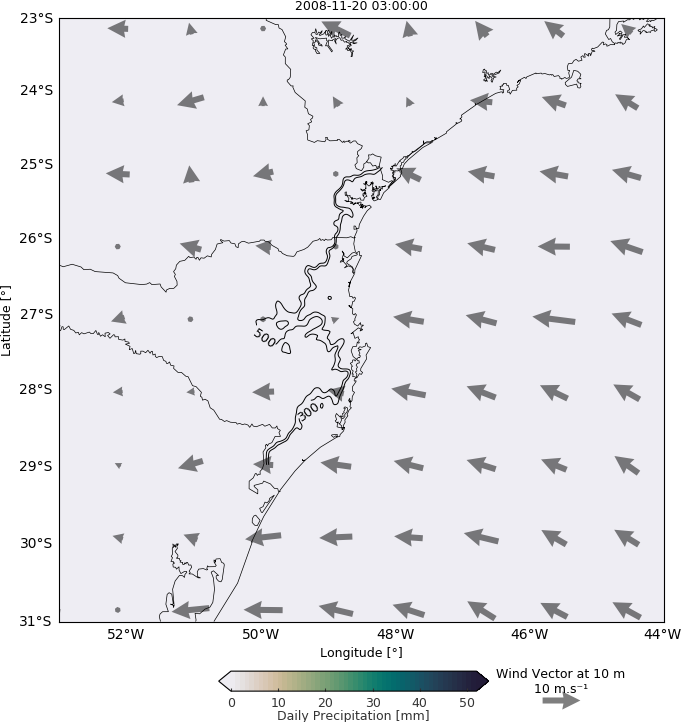 2008-11-20 03:00:00
23°S
24°S
25°S
26°S
27°S
28°S
29°S
30°S
31°S
Latitude [°]
500
300
52°W 50°W 48°W 46°W 44°W
Longitude [°]
0 10 20 30 40 50
Daily Precipitation [mm]
Wind Vector at 10 m
10 m.s⁻¹